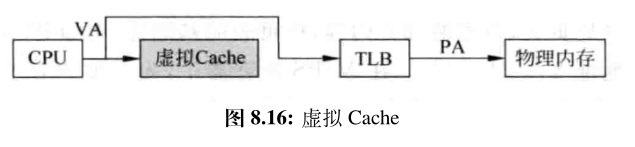 VA
CPU
虚拟Cache
TLB
PA
物理内存
图 8.16: 虚拟 Cache